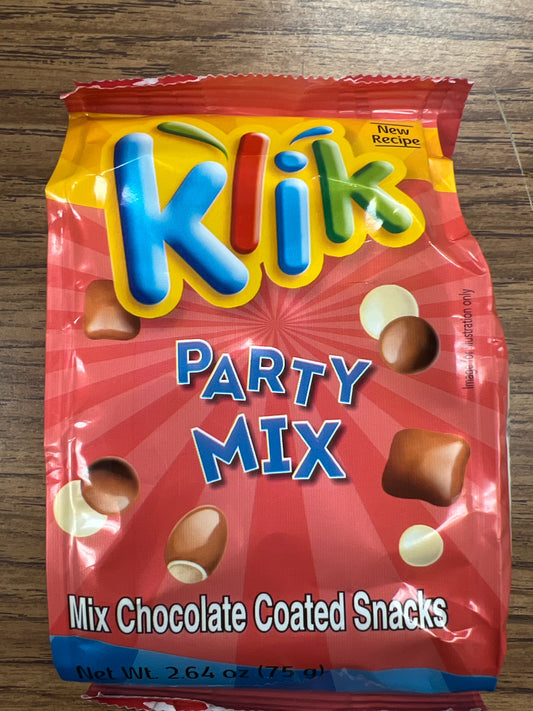 New
Recipe
Klik
PARTY
MIX
Image for illustration only
Mix Chocolate Coated Snacks
Net Wt. 2.64 oz (75 g)